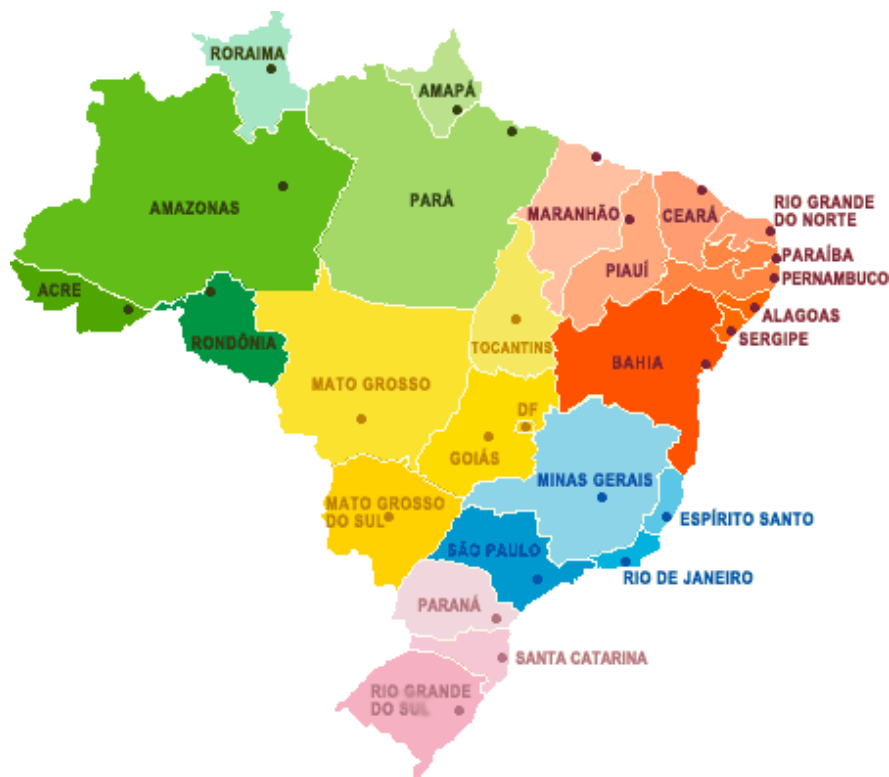 RORAIMA
AMAPÁ
AMAZONAS
PARÁ
MARANHÃO
CEARÁ
RIO GRANDE
DO NORTE
PARAÍBA
PIAUÍ
PERNAMBUCO
ACRE
ALAGOAS
RONDÔNIA
SERGIPE
TOCANTINS
BAHIA
MATO GROSSO
DF
GOIÁS
MINAS GERAIS
MATO GROSSO
DO SUL
ESPÍRITO SANTO
SÃO PAULO
RIO DE JANEIRO
PARANÁ
SANTA CATARINA
RIO GRANDE
DO SUL